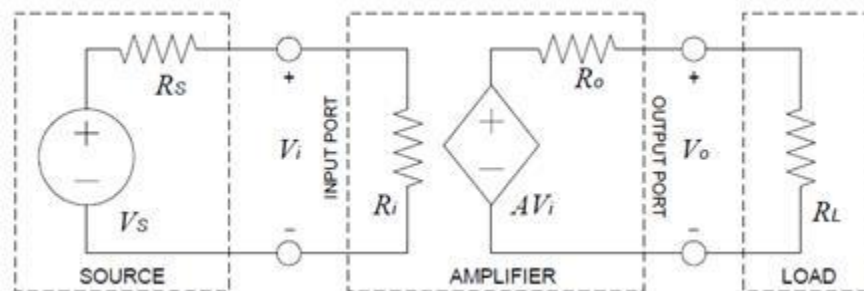 RS
+
Vi
-
VS
+
—
SOURCE
INPUT PORT
Ri
+
—
AVi
Ro
AMPLIFIER
OUTPUT PORT
+
Vo
-
RL
LOAD